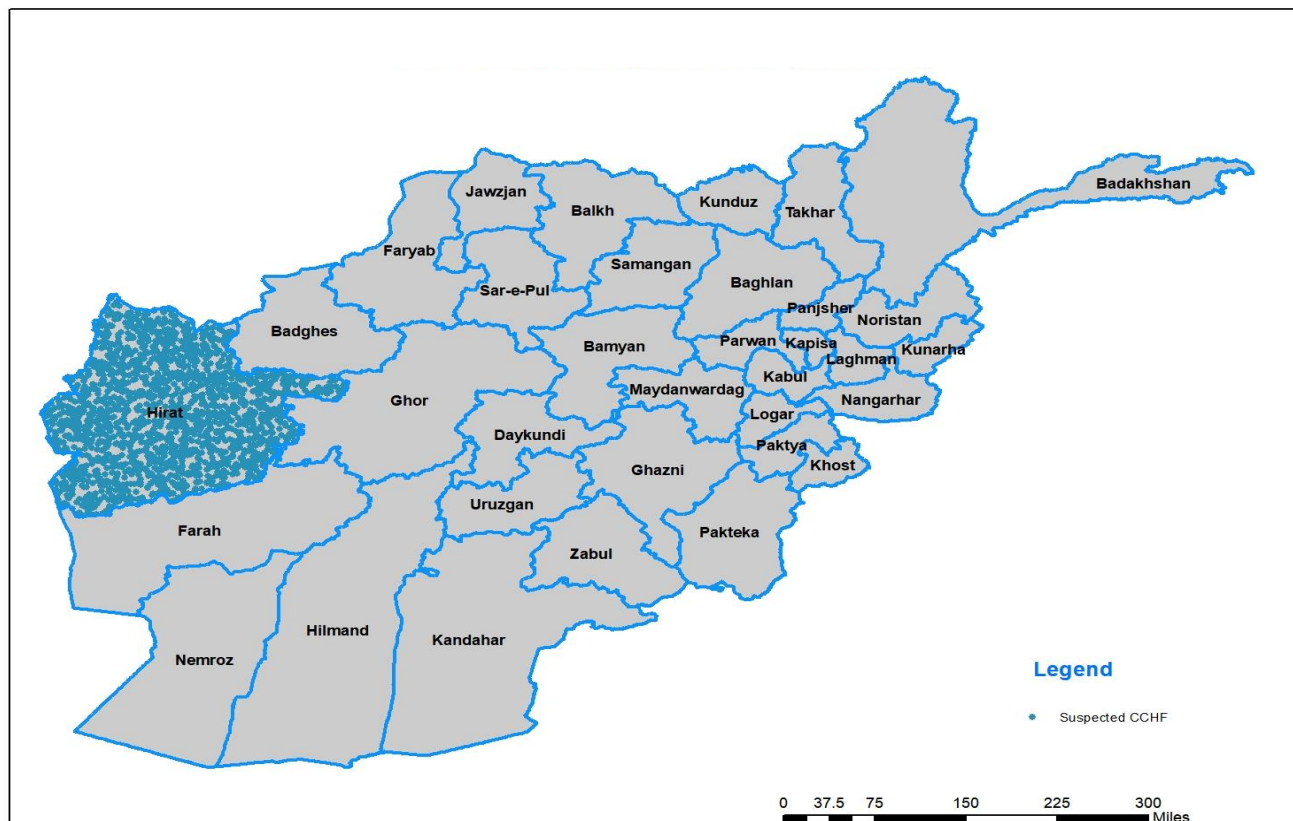 Badakhshan
Jawzjan
Balkh
Kunduz
Takhar
Faryab
Samangan
Sar-e-Pul
Baghlan
Panjsher
Noristan
Badghes
Bamyan
Parwan
Kapisa
Kunarha
Laghman
Kabul
Maydanwardag
Ghor
Nangarhar
Hirat
Logar
Daykundi
Paktya
Ghazni
Khost
Uruzgan
Farah
Pakteka
Zabul
Hilmand
Kandahar
Nemroz
Legend
Suspected CCHF
0 37.5 75 150 225 300
Miles